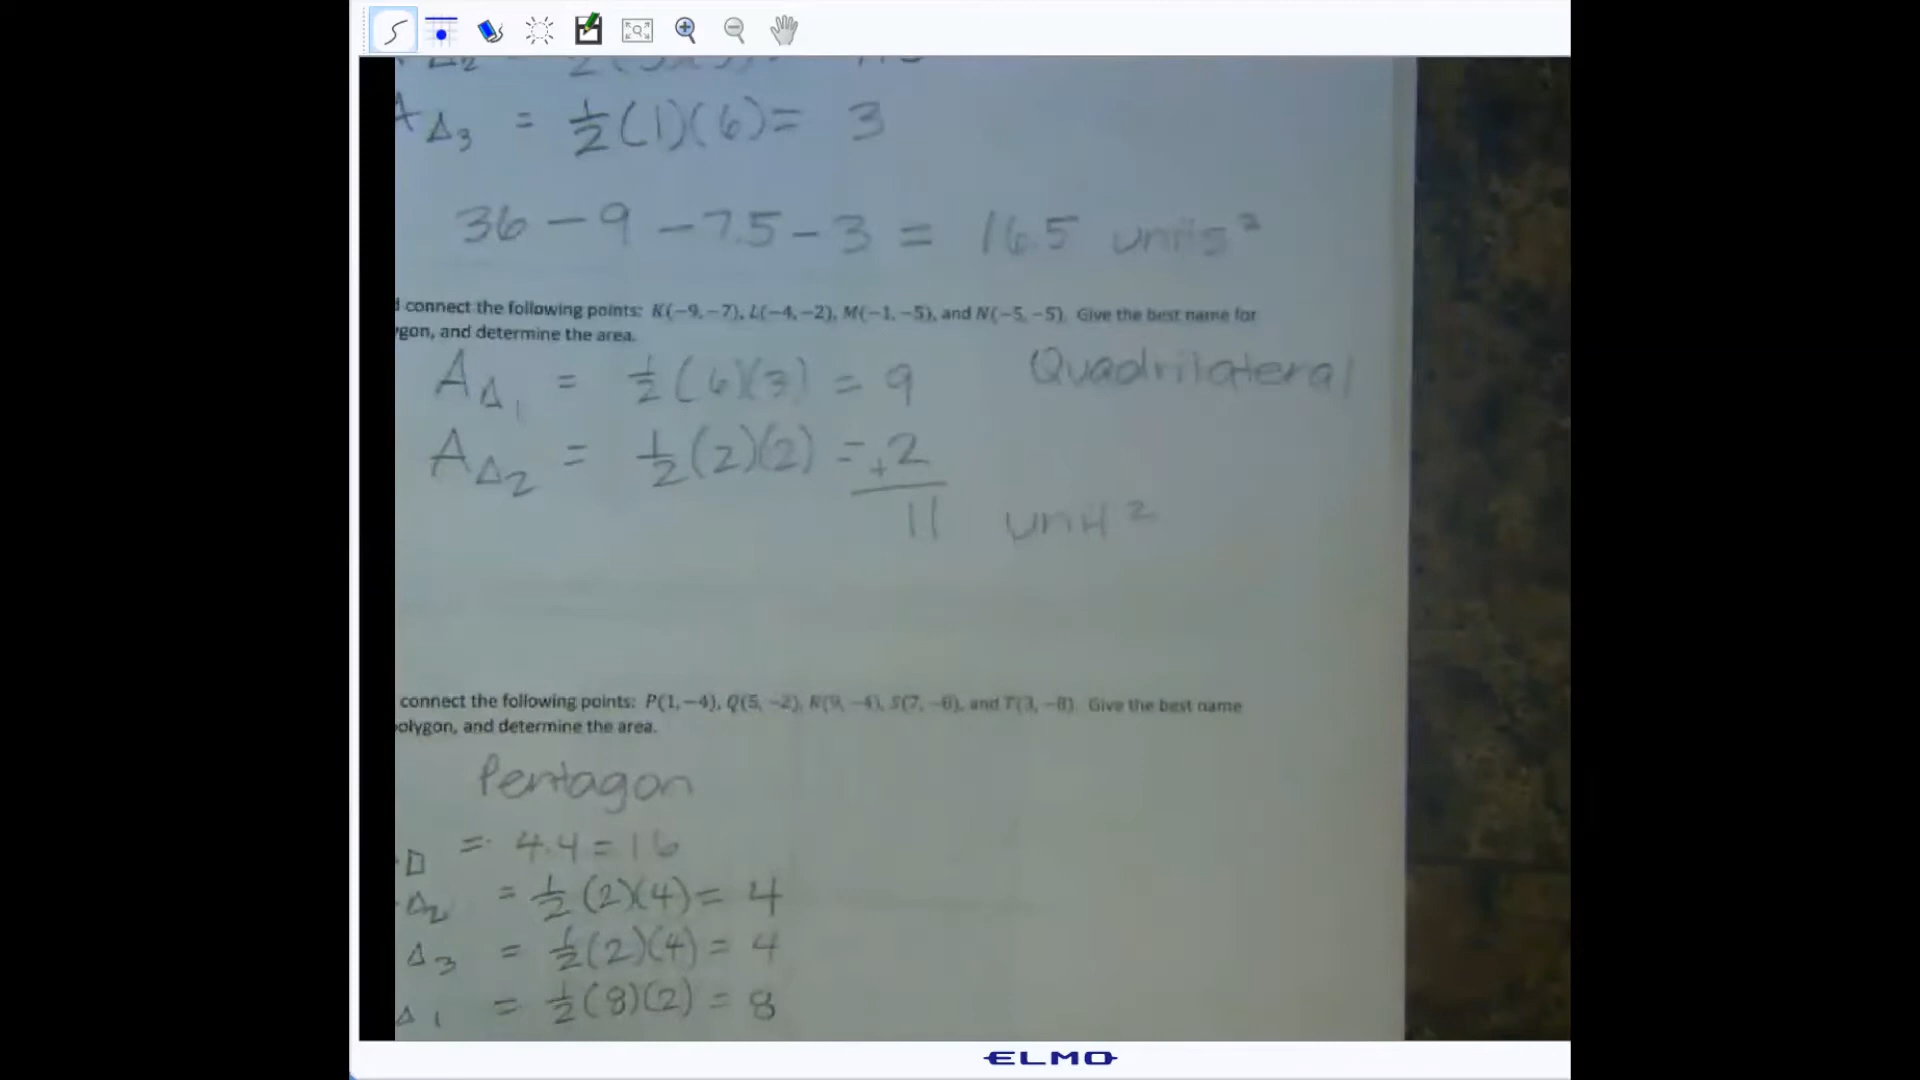 A△3 = 1/2 (1)(6) = 3
36 - 9 - 7.5 - 3 = 16.5 units²
connect the following points: K(−9, −7), L(−4, −2), M(−1, −5), and N(−5, −5). Give the best name for
gon, and determine the area.
A△1 = 1/2 (6)(3) = 9 Quadrilateral
A△2 = 1/2 (2)(2) = +2
11 unit²
connect the following points: P(1, −4), Q(5, −2), R(9, −4), S(7, −8), and T(3, −8). Give the best name
olygon, and determine the area.
Pentagon
□ = 4.4 = 16
△2 = 1/2 (2)(4) = 4
△3 = 1/2 (2)(4) = 4
△1 = 1/2 (8)(2) = 8
ELMO